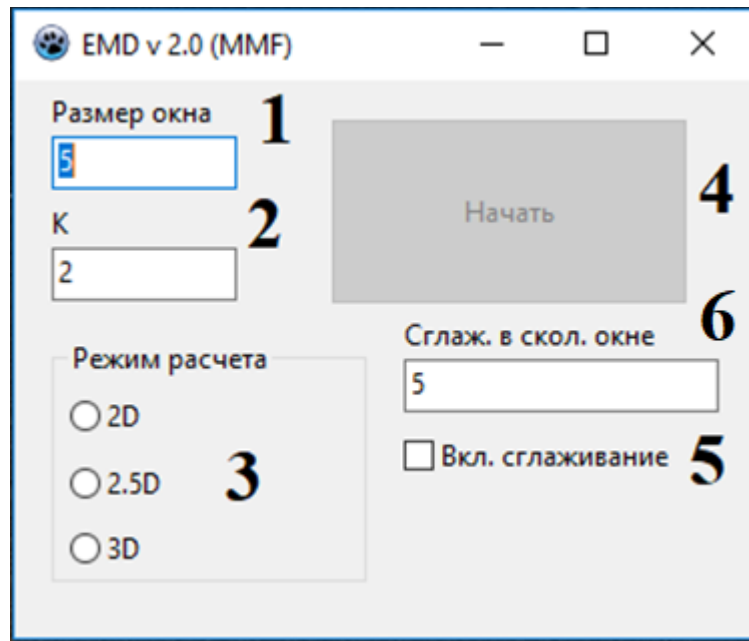 EMD v 2.0 (MMF)
Размер окна
1
5
К
2
2
Начать
4
6
Сглаж. в скол. окне
5
Вкл. сглаживание
5
Режим расчета
2D
2.5D
3
3D